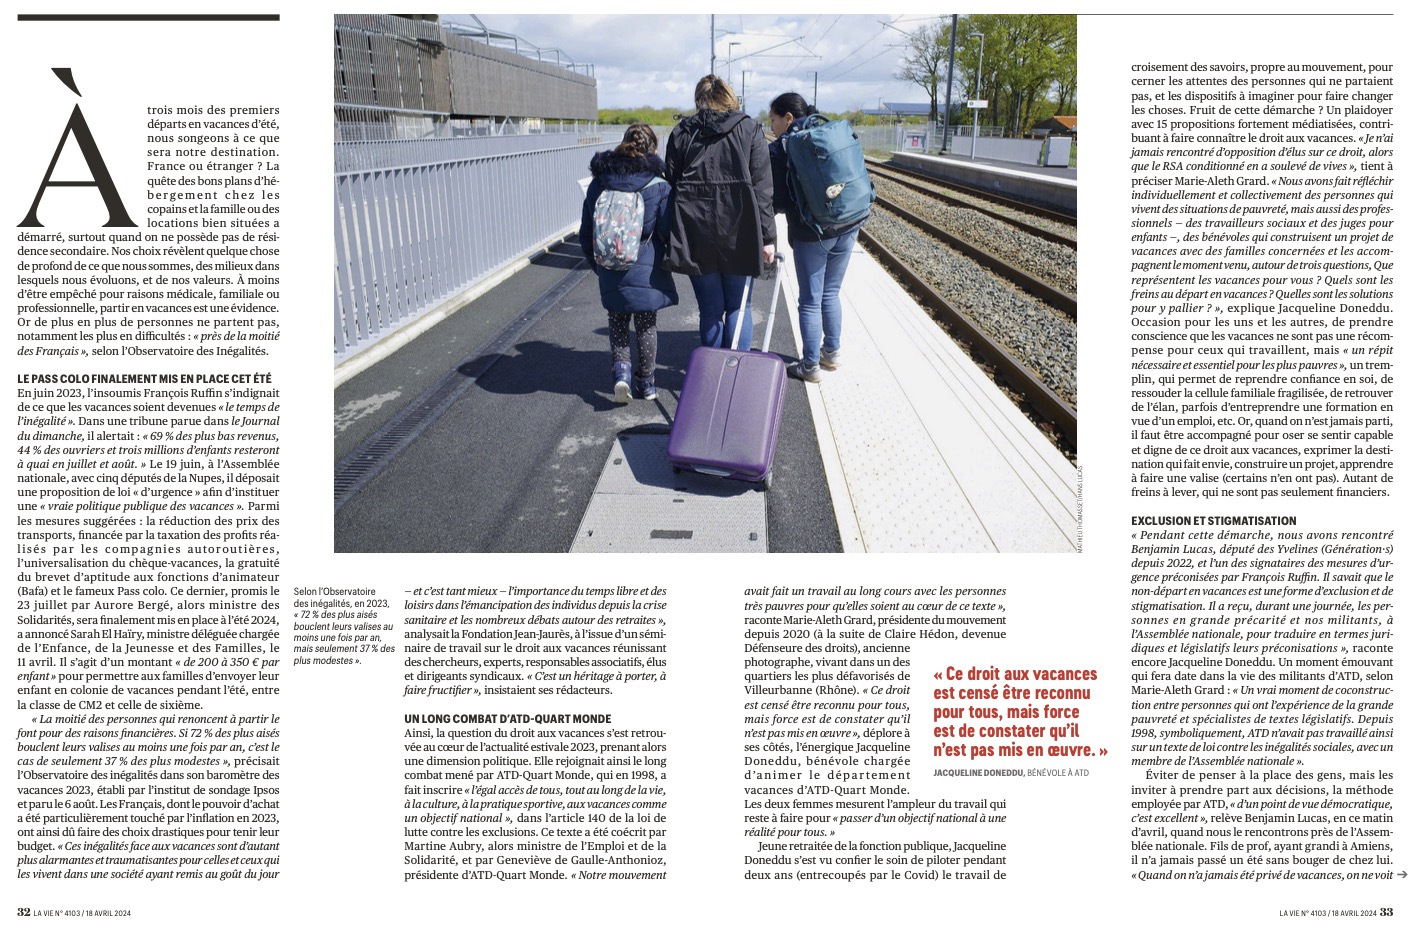 À
trois mois des premiers
départs en vacances d'été,
nous songeons à ce que
sera notre destination.
France ou étranger ? La
quête des bons plans d'hé-
bergement chez les
copains et la famille ou des
locations bien situées a
démarré, surtout quand on ne possède pas de rési-
dence secondaire. Nos choix révèlent quelque chose
de profond de ce que nous sommes, des milieux dans
lesquels nous évoluons, et de nos valeurs. À moins
d'être empêché pour raisons médicale, familiale ou
professionnelle, partir en vacances est une évidence.
Or de plus en plus de personnes ne partent pas,
notamment les plus en difficultés : « près de la moitié
des Français », selon l'Observatoire des Inégalités.
LE PASS COLO FINALEMENT MIS EN PLACE CET ÉTÉ
En juin 2023, l'insoumis François Ruffin s'indignait
de ce que les vacances soient devenues « le temps de
l'inégalité ». Dans une tribune parue dans le Journal
du dimanche, il alertait : « 69 % des plus bas revenus,
44 % des ouvriers et trois millions d'enfants resteront
à quai en juillet et août. » Le 19 juin, à l'Assemblée
nationale, avec cinq députés de la Nupes, il déposait
une proposition de loi « d'urgence » afin d'instituer
une « vraie politique publique des vacances ». Parmi
les mesures suggérées : la réduction des prix des
transports, financée par la taxation des profits réa-
lisés par les compagnies autoroutières,
l'universalisation du chèque-vacances, la gratuité
du brevet d'aptitude aux fonctions d'animateur
(Bafa) et le fameux Pass colo. Ce dernier, promis le
23 juillet par Aurore Bergé, alors ministre des
Solidarités, sera finalement mis en place à l'été 2024,
a annoncé Sarah El Haïry, ministre déléguée chargée
de l'Enfance, de la Jeunesse et des Familles, le
11 avril. Il s'agit d'un montant « de 200 à 350 € par
enfant » pour permettre aux familles d'envoyer leur
enfant en colonie de vacances pendant l'été, entre
la classe de CM2 et celle de sixième.
« La moitié des personnes qui renoncent à partir le
font pour des raisons financières. Si 72 % des plus aisés
bouclent leurs valises au moins une fois par an, c'est le
cas de seulement 37 % des plus modestes », précisait
l'Observatoire des inégalités dans son baromètre des
vacances 2023, établi par l'institut de sondage Ipsos
et paru le 6 août. Les Français, dont le pouvoir d'achat
a été particulièrement touché par l'inflation en 2023,
ont ainsi dû faire des choix drastiques pour tenir leur
budget. « Ces inégalités face aux vacances sont d'autant
plus alarmantes et traumatisantes pour celles et ceux qui
les vivent dans une société ayant remis au goût du jour
MATHIEU THOMASSET/HANS LUCAS
Selon l'Observatoire
des inégalités, en 2023,
« 72 % des plus aisés
bouclent leurs valises au
moins une fois par an,
mais seulement 37 % des
plus modestes ».
– et c'est tant mieux – l'importance du temps libre et des
loisirs dans l'émancipation des individus depuis la crise
sanitaire et les nombreux débats autour des retraites »,
analysait la Fondation Jean-Jaurès, à l'issue d'un sémi-
naire de travail sur le droit aux vacances réunissant
des chercheurs, experts, responsables associatifs, élus
et dirigeants syndicaux. « C'est un héritage à porter, à
faire fructifier », insistaient ses rédacteurs.
UN LONG COMBAT D'ATD-QUART MONDE
Ainsi, la question du droit aux vacances s'est retrou-
vée au cœur de l'actualité estivale 2023, prenant alors
une dimension politique. Elle rejoignait ainsi le long
combat mené par ATD-Quart Monde, qui en 1998, a
fait inscrire « l'égal accès de tous, tout au long de la vie,
à la culture, à la pratique sportive, aux vacances comme
un objectif national », dans l'article 140 de la loi de
lutte contre les exclusions. Ce texte a été coécrit par
Martine Aubry, alors ministre de l'Emploi et de la
Solidarité, et par Geneviève de Gaulle-Anthonioz,
présidente d'ATD-Quart Monde. « Notre mouvement
avait fait un travail au long cours avec les personnes
très pauvres pour qu'elles soient au cœur de ce texte »,
raconte Marie-Aleth Grard, présidente du mouvement
depuis 2020 (à la suite de Claire Hédon, devenue
Défenseure des droits), ancienne
photographe, vivant dans un des
quartiers les plus défavorisés de
Villeurbanne (Rhône). « Ce droit
est censé être reconnu pour tous,
mais force est de constater qu'il
n'est pas mis en œuvre », déplore à
ses côtés, l'énergique Jacqueline
Doneddu, bénévole chargée
d'animer le département
vacances d'ATD-Quart Monde.
Les deux femmes mesurent l'ampleur du travail qui
reste à faire pour « passer d'un objectif national à une
réalité pour tous. »
Jeune retraitée de la fonction publique, Jacqueline
Doneddu s'est vu confier le soin de piloter pendant
deux ans (entrecoupés par le Covid) le travail de
« Ce droit aux vacances
est censé être reconnu
pour tous, mais force
est de constater qu'il
n'est pas mis en œuvre. »
JACQUELINE DONEDDU, BÉNÉVOLE À ATD
croisement des savoirs, propre au mouvement, pour
cerner les attentes des personnes qui ne partaient
pas, et les dispositifs à imaginer pour faire changer
les choses. Fruit de cette démarche ? Un plaidoyer
avec 15 propositions fortement médiatisées, contri-
buant à faire connaître le droit aux vacances. « Je n'ai
jamais rencontré d'opposition d'élus sur ce droit, alors
que le RSA conditionné en a soulevé de vives », tient à
préciser Marie-Aleth Grard. « Nous avons fait réfléchir
individuellement et collectivement des personnes qui
vivent des situations de pauvreté, mais aussi des profes-
sionnels – des travailleurs sociaux et des juges pour
enfants –, des bénévoles qui construisent un projet de
vacances avec des familles concernées et les accom-
pagnent le moment venu, autour de trois questions, Que
représentent les vacances pour vous ? Quels sont les
freins au départ en vacances ? Quelles sont les solutions
pour y pallier ? », explique Jacqueline Doneddu.
Occasion pour les uns et les autres, de prendre
conscience que les vacances ne sont pas une récom-
pense pour ceux qui travaillent, mais « un répit
nécessaire et essentiel pour les plus pauvres », un trem-
plin, qui permet de reprendre confiance en soi, de
ressouder la cellule familiale fragilisée, de retrouver
de l'élan, parfois d'entreprendre une formation en
vue d'un emploi, etc. Or, quand on n'est jamais parti,
il faut être accompagné pour oser se sentir capable
et digne de ce droit aux vacances, exprimer la desti-
nation qui fait envie, construire un projet, apprendre
à faire une valise (certains n'en ont pas). Autant de
freins à lever, qui ne sont pas seulement financiers.
EXCLUSION ET STIGMATISATION
« Pendant cette démarche, nous avons rencontré
Benjamin Lucas, député des Yvelines (Génération·s)
depuis 2022, et l'un des signataires des mesures d'ur-
gence préconisées par François Ruffin. Il savait que le
non-départ en vacances est une forme d'exclusion et de
stigmatisation. Il a reçu, durant une journée, les per-
sonnes en grande précarité et nos militants, à
l'Assemblée nationale, pour traduire en termes juri-
diques et législatifs leurs préconisations », raconte
encore Jacqueline Doneddu. Un moment émouvant
qui fera date dans la vie des militants d'ATD, selon
Marie-Aleth Grard : « Un vrai moment de coconstruc-
tion entre personnes qui ont l'expérience de la grande
pauvreté et spécialistes de textes législatifs. Depuis
1998, symboliquement, ATD n'avait pas travaillé ainsi
sur un texte de loi contre les inégalités sociales, avec un
membre de l'Assemblée nationale ».
Éviter de penser à la place des gens, mais les
inviter à prendre part aux décisions, la méthode
employée par ATD, « d'un point de vue démocratique,
c'est excellent », relève Benjamin Lucas, en ce matin
d'avril, quand nous le rencontrons près de l'Assem-
blée nationale. Fils de prof, ayant grandi à Amiens,
il n'a jamais passé un été sans bouger de chez lui.
« Quand on n'a jamais été privé de vacances, on ne voit ➔
32 LA VIE N° 4103 / 18 AVRIL 2024
LA VIE N° 4103 / 18 AVRIL 2024 33